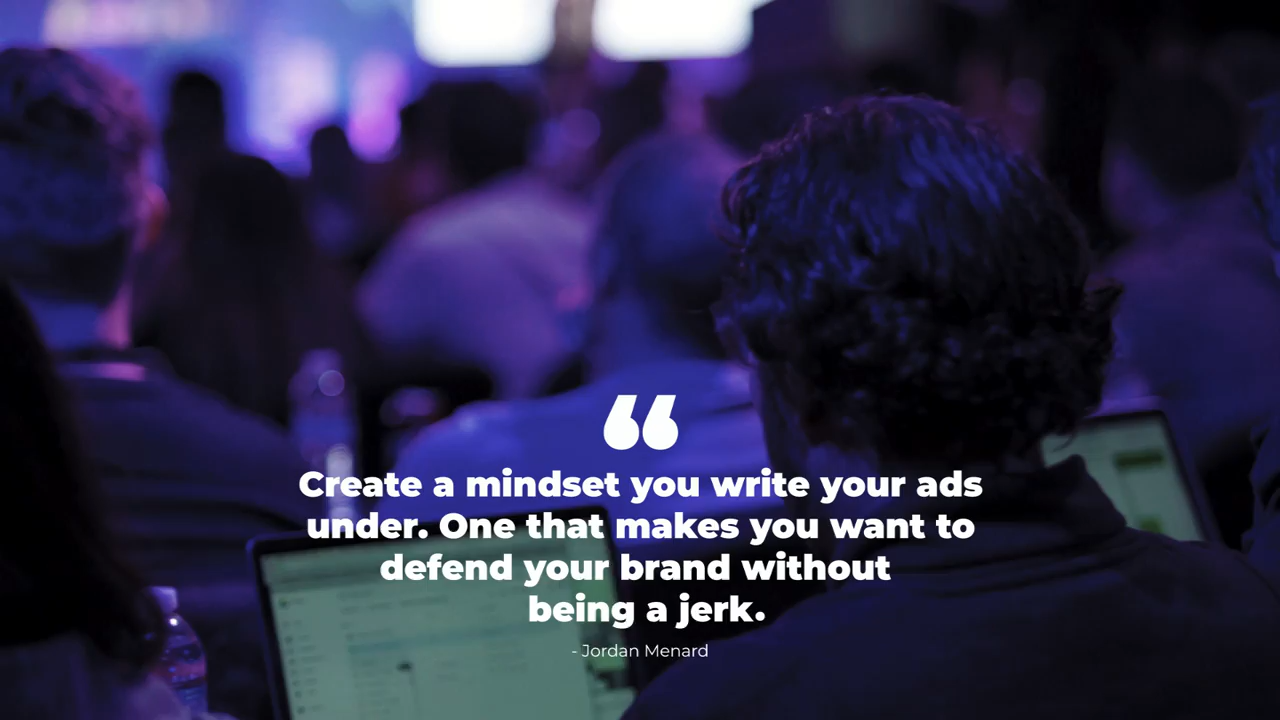 “
Create a mindset you write your ads
under. One that makes you want to
defend your brand without
being a jerk.
- Jordan Menard